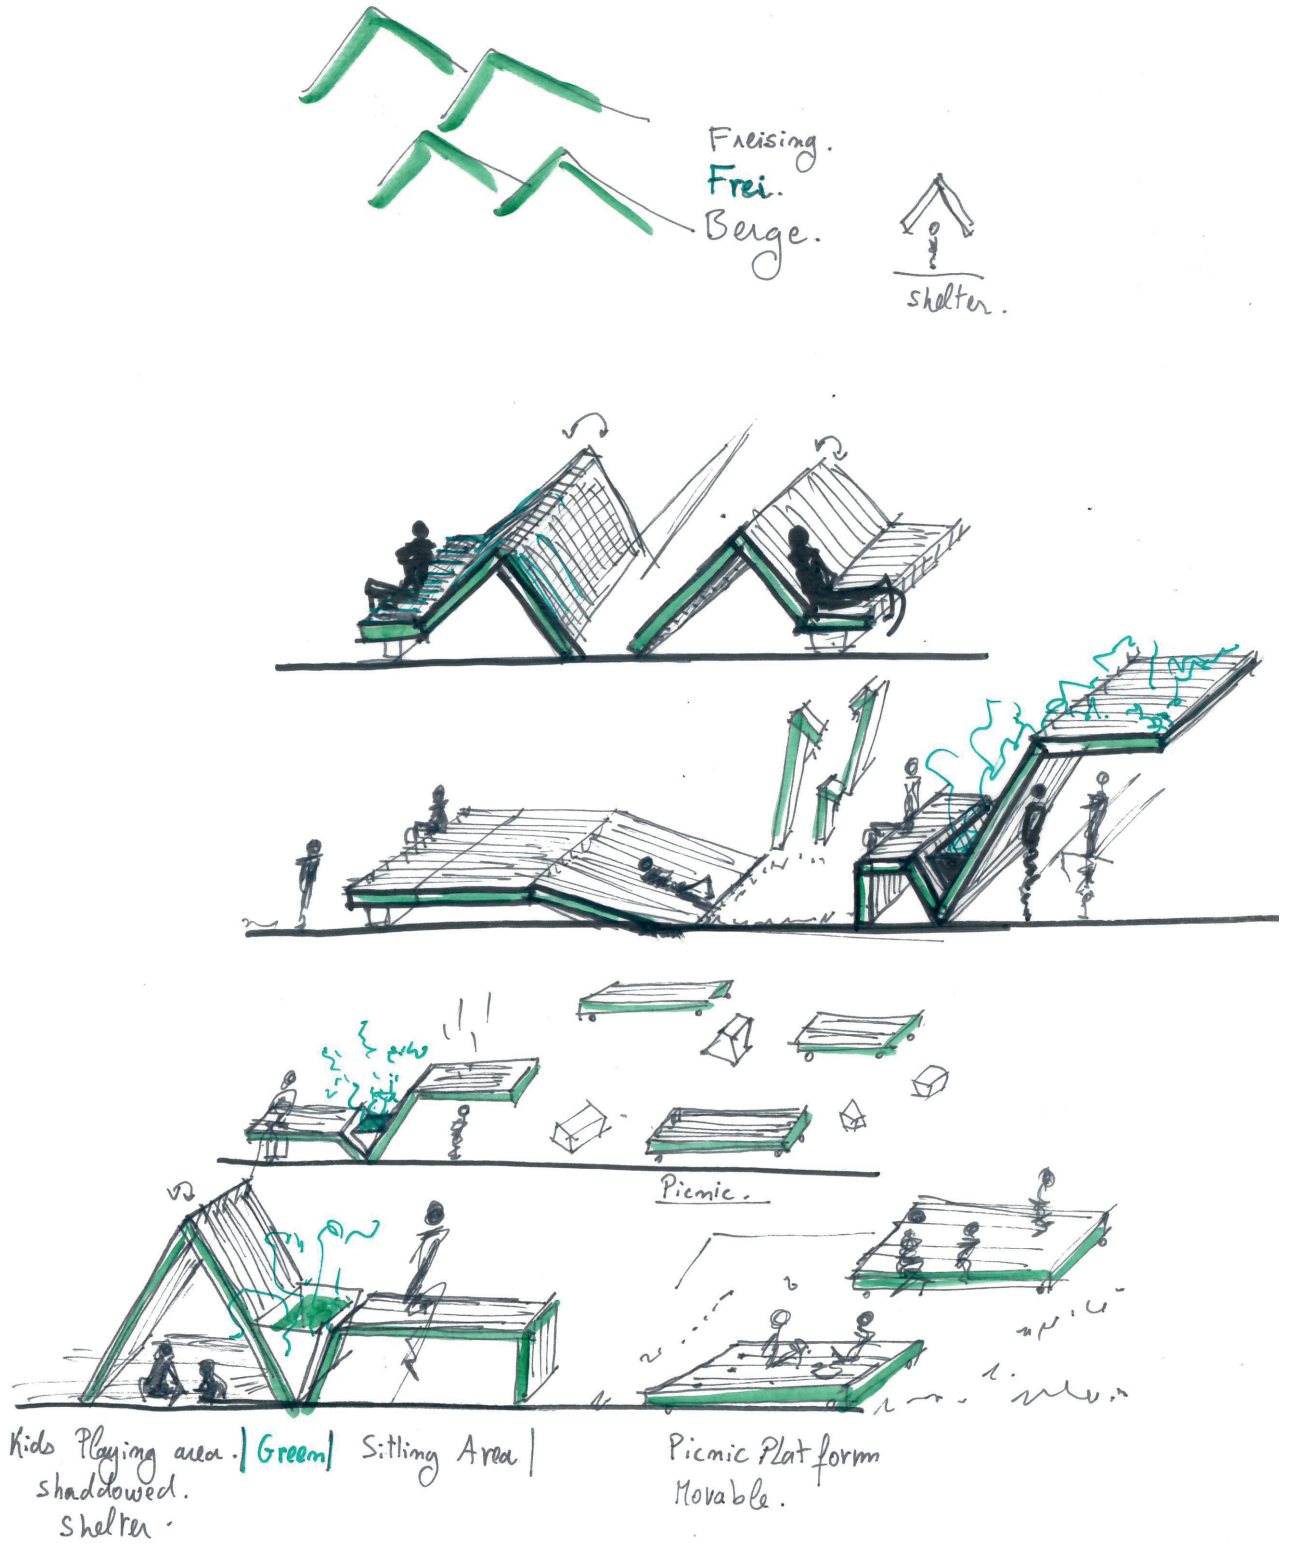 Freising.
Frei.
Berge.
shelter.
Picnic.
Kids Playing area. | Green | Sitting Area |
shaddowed.
shelter.
Picnic Platform
Movable.